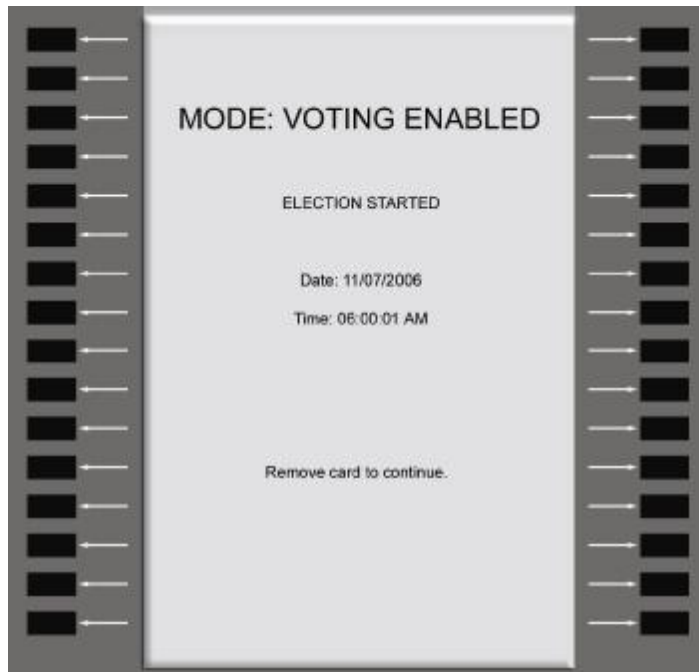 MODE: VOTING ENABLED
ELECTION STARTED
Date: 11/07/2006
Time: 06:00:01 AM
Remove card to continue.